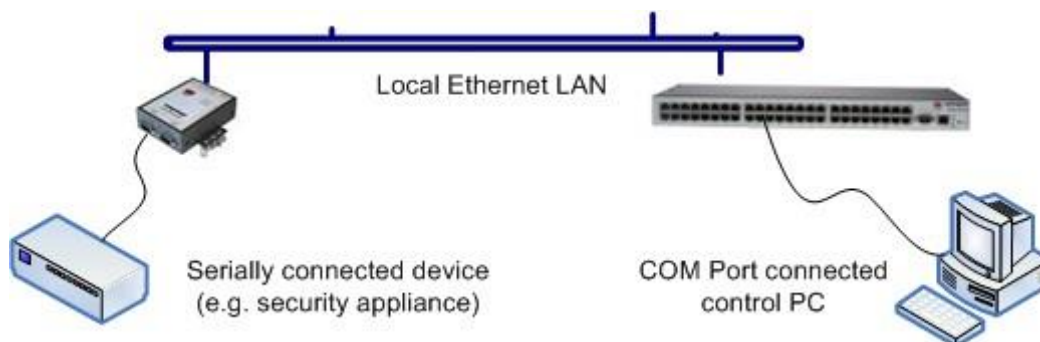 Local Ethernet LAN
Serially connected device
(e.g. security appliance)
COM Port connected
control PC